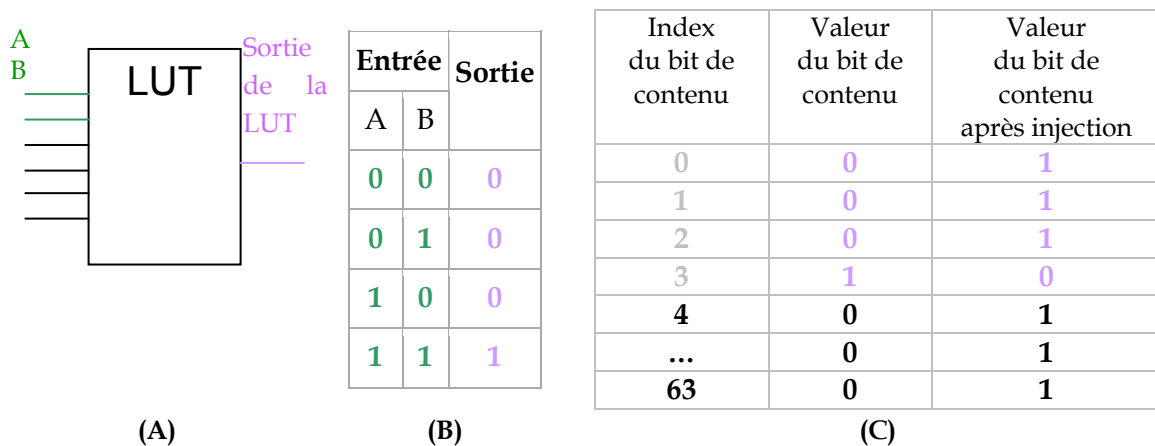 A
B
LUT
Sortie
de la
LUT
Entrée Sortie
A B
0 0 0
0 1 0
1 0 0
1 1 1
Index Valeur Valeur
du bit de du bit de du bit de
contenu contenu contenu
après injection
0 0 1
1 0 1
2 0 1
3 1 0
4 0 1
... 0 1
63 0 1
(A) (B) (C)